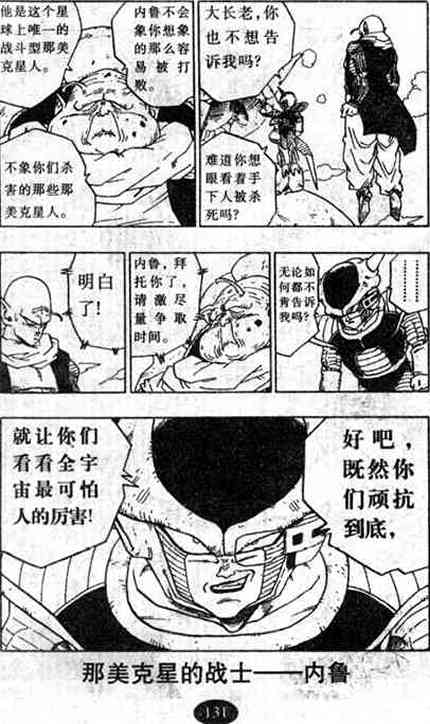 大长老,你
也不想告
诉我吗?
难道你想
眼看着手
下人被杀
死吗?
内鲁不会
象你想象
的那么容
易被打
败。
他是这个星
球上唯一的
战斗型那美
克星人。
不象你们杀
害的那些那
美克星人。
…………
无论如
何都不
肯告诉
我吗?
内鲁,拜
托你了,
请激尽
量争取
时间。
明白
了!
好吧,
既然你
们顽抗
到底,
就让你们
看看全宇
宙最可怕
人的厉害!
那美克星的战士——内鲁
131